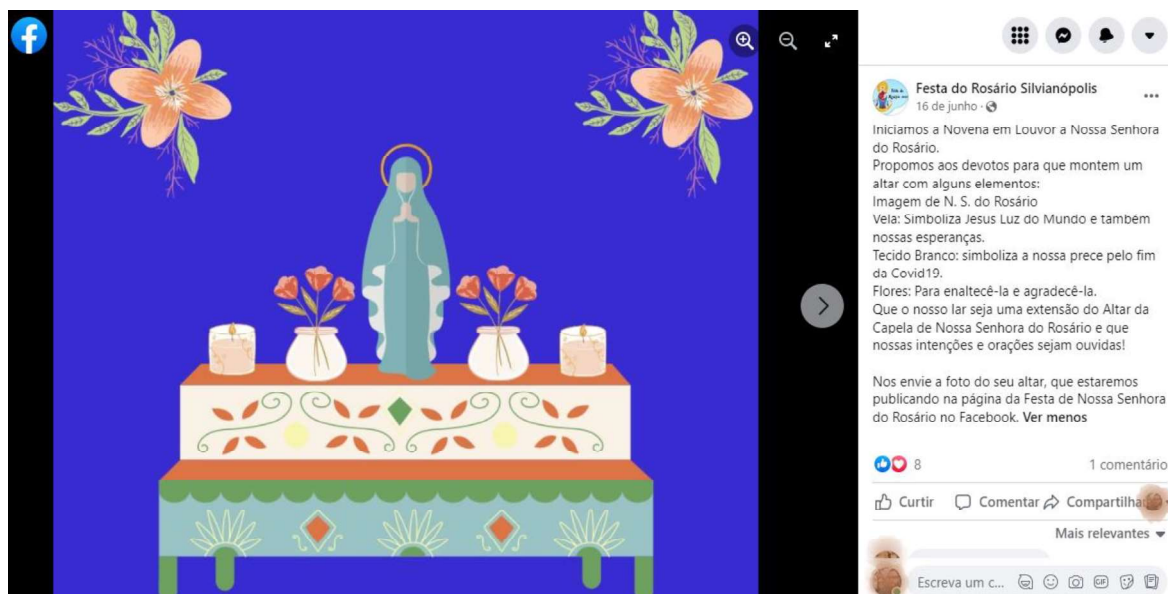 Festa do Rosário Silvianópolis
16 de junho
Iniciamos a Novena em Louvor a Nossa Senhora
do Rosário.
Propomos aos devotos para que montem um
altar com alguns elementos:
Imagem de N. S. do Rosário
Vela: Simboliza Jesus Luz do Mundo e também
nossas esperanças.
Tecido Branco: simboliza a nossa prece pelo fim
da Covid19.
Flores: Para enaltecê-la e agradecê-la.
Que o nosso lar seja uma extensão do Altar da
Capela de Nossa Senhora do Rosário e que
nossas intenções e orações sejam ouvidas!
Nos envie a foto do seu altar, que estaremos
publicando na página da Festa de Nossa Senhora
do Rosário no Facebook. Ver menos
8 1 comentário
Curtir Comentar
Mais relevantes
Escreva um c... GIF